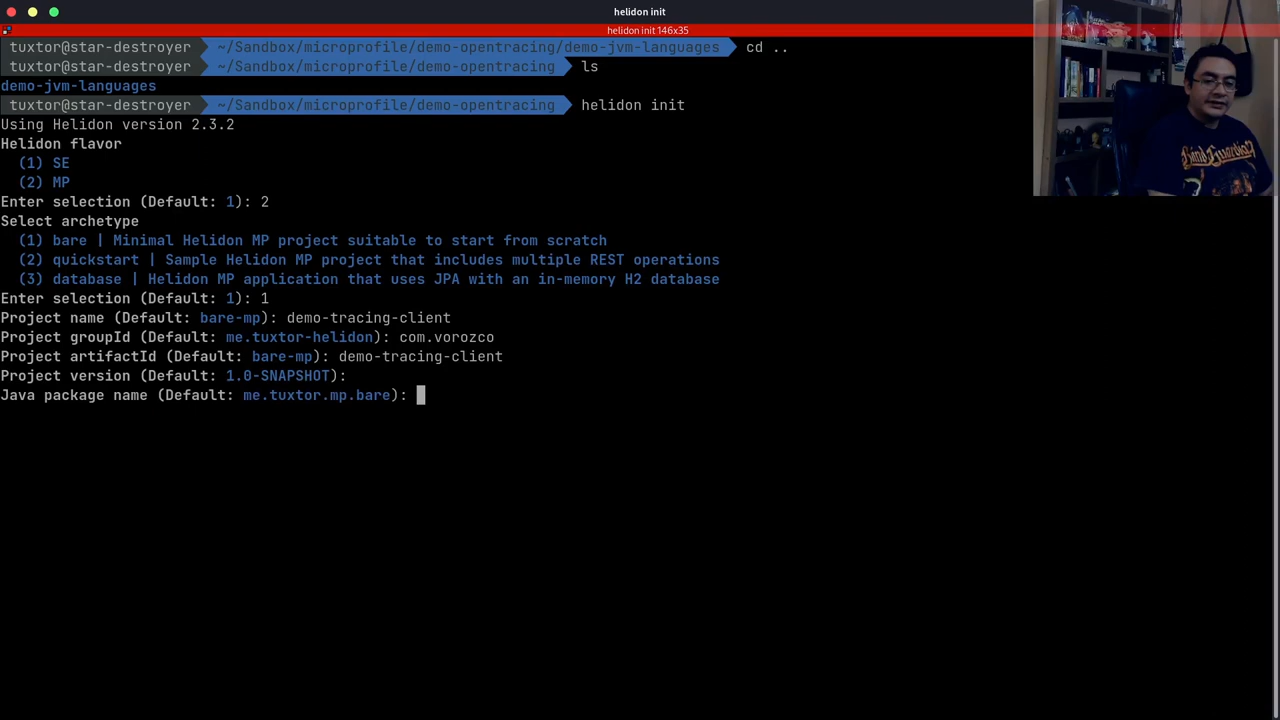 helidon init
helidon init 146x35
tuxtor@star-destroyer ~/Sandbox/microprofile/demo-opentracing/demo-jvm-languages cd ..
tuxtor@star-destroyer ~/Sandbox/microprofile/demo-opentracing ls
demo-jvm-languages
tuxtor@star-destroyer ~/Sandbox/microprofile/demo-opentracing helidon init
Using Helidon version 2.3.2
Helidon flavor
(1) SE
(2) MP
Enter selection (Default: 1): 2
Select archetype
(1) bare | Minimal Helidon MP project suitable to start from scratch
(2) quickstart | Sample Helidon MP project that includes multiple REST operations
(3) database | Helidon MP application that uses JPA with an in-memory H2 database
Enter selection (Default: 1): 1
Project name (Default: bare-mp): demo-tracing-client
Project groupId (Default: me.tuxtor-helidon): com.vorozco
Project artifactId (Default: bare-mp): demo-tracing-client
Project version (Default: 1.0-SNAPSHOT):
Java package name (Default: me.tuxtor.mp.bare):